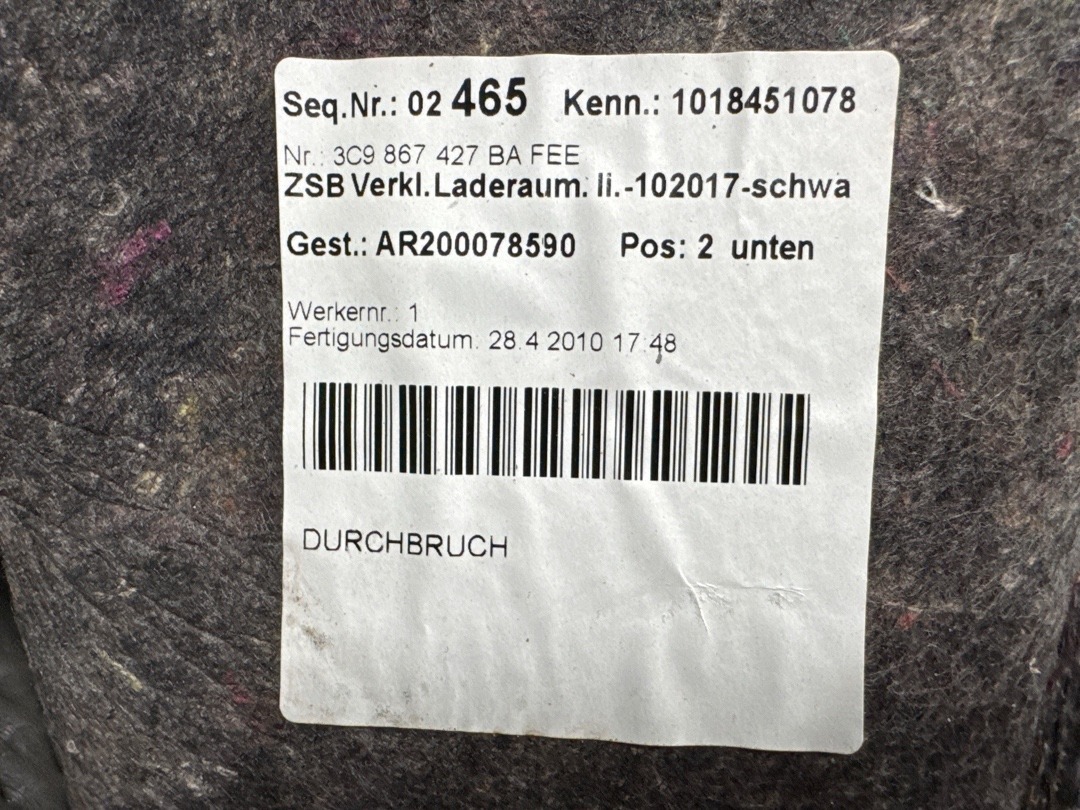 Seq.Nr.: 02 465 Kenn.: 1018451078
Nr.: 3C9 867 427 BA FEE
ZSB Verkl.Laderaum. li.-102017-schwa
Gest.: AR200078590 Pos: 2 unten
Werkernr.: 1
Fertigungsdatum: 28.4.2010 17:48
DURCHBRUCH